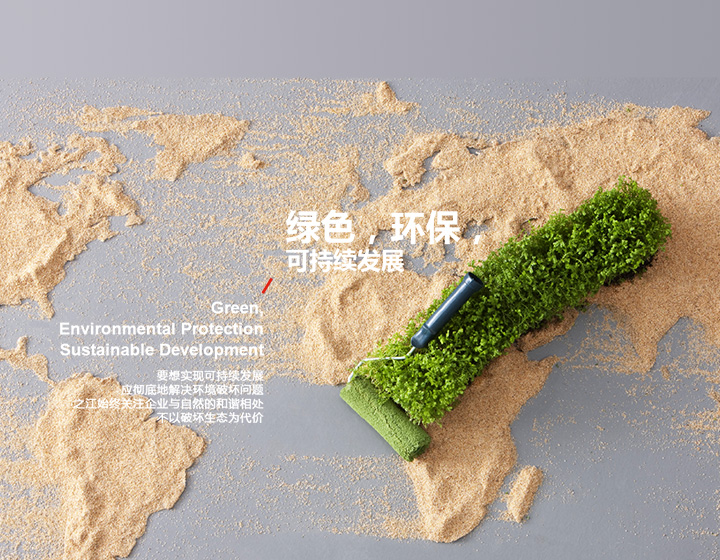 绿色，环保，
可持续发展
Green,
Environmental Protection
Sustainable Development
要想实现可持续发展
应彻底地解决环境破坏问题
之江始终关注企业与自然的和谐相处
不以破坏生态为代价